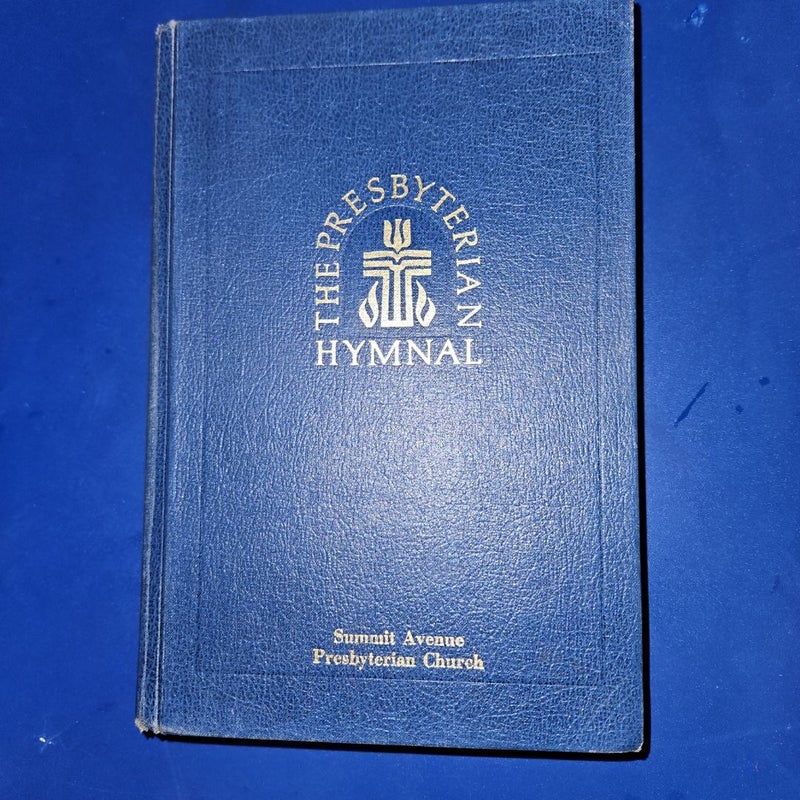 THE PRESBYTERIAN
HYMNAL
Summit Avenue
Presbyterian Church